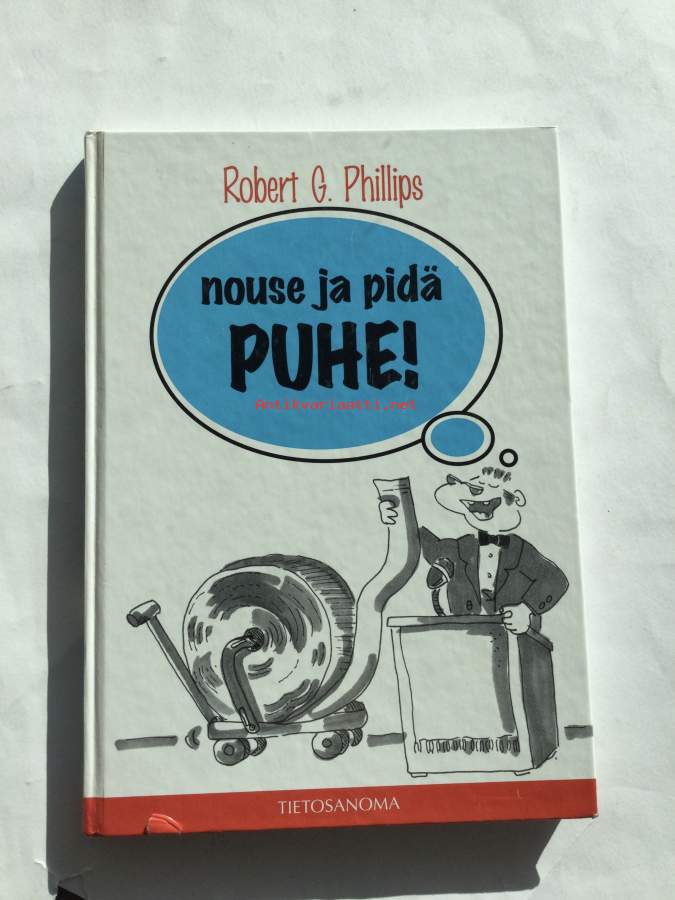 Robert G. Phillips
nouse ja pidä
PUHE!
Antikvariaatti.net
TIETOSANOMA